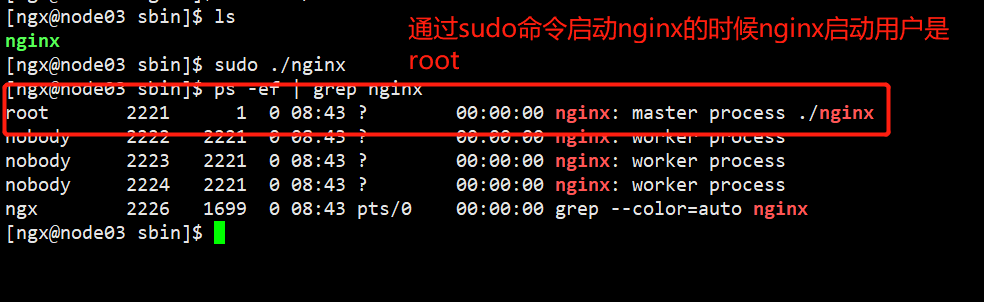 [ngx@node03 sbin]$ ls
nginx
通过sudo命令启动nginx的时候nginx启动用户是
root
[ngx@node03 sbin]$ sudo ./nginx
[ngx@node03 sbin]$ ps -ef | grep nginx
root 2221 1 0 08:43 ? 00:00:00 nginx: master process ./nginx
nobody 2222 2221 0 08:43 ? 00:00:00 nginx: worker process
nobody 2223 2221 0 08:43 ? 00:00:00 nginx: worker process
nobody 2224 2221 0 08:43 ? 00:00:00 nginx: worker process
ngx 2226 1699 0 08:43 pts/0 00:00:00 grep --color=auto nginx
[ngx@node03 sbin]$